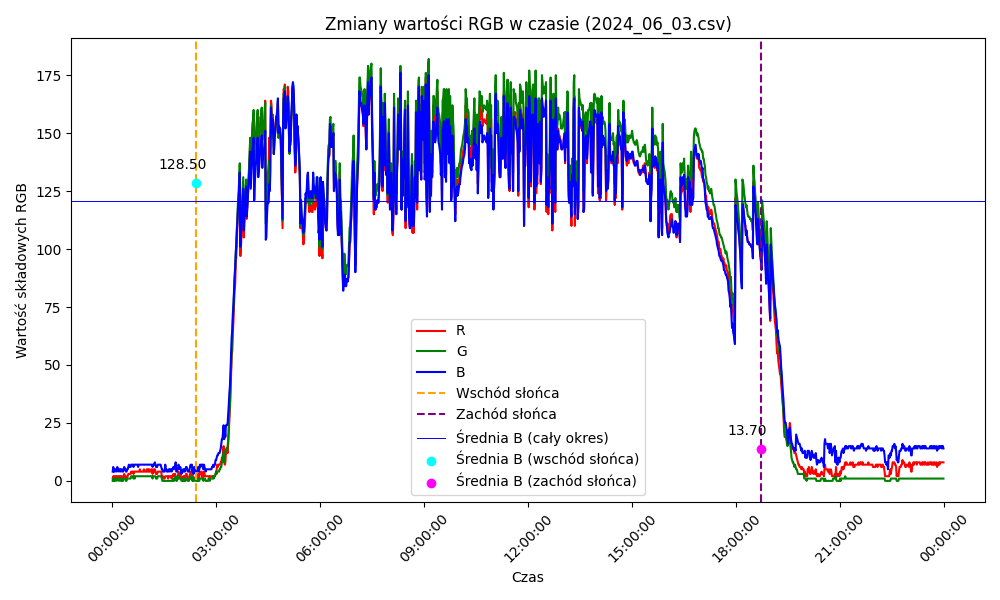 Zmiany wartości RGB w czasie (2024_06_03.csv)
Wartość składowych RGB
175
150
125
100
75
50
25
0
128.50
13.70
R
G
B
Wschód słońca
Zachód słońca
Średnia B (cały okres)
Średnia B (wschód słońca)
Średnia B (zachód słońca)
00:00:00
03:00:00
06:00:00
09:00:00
12:00:00
15:00:00
18:00:00
21:00:00
00:00:00
Czas